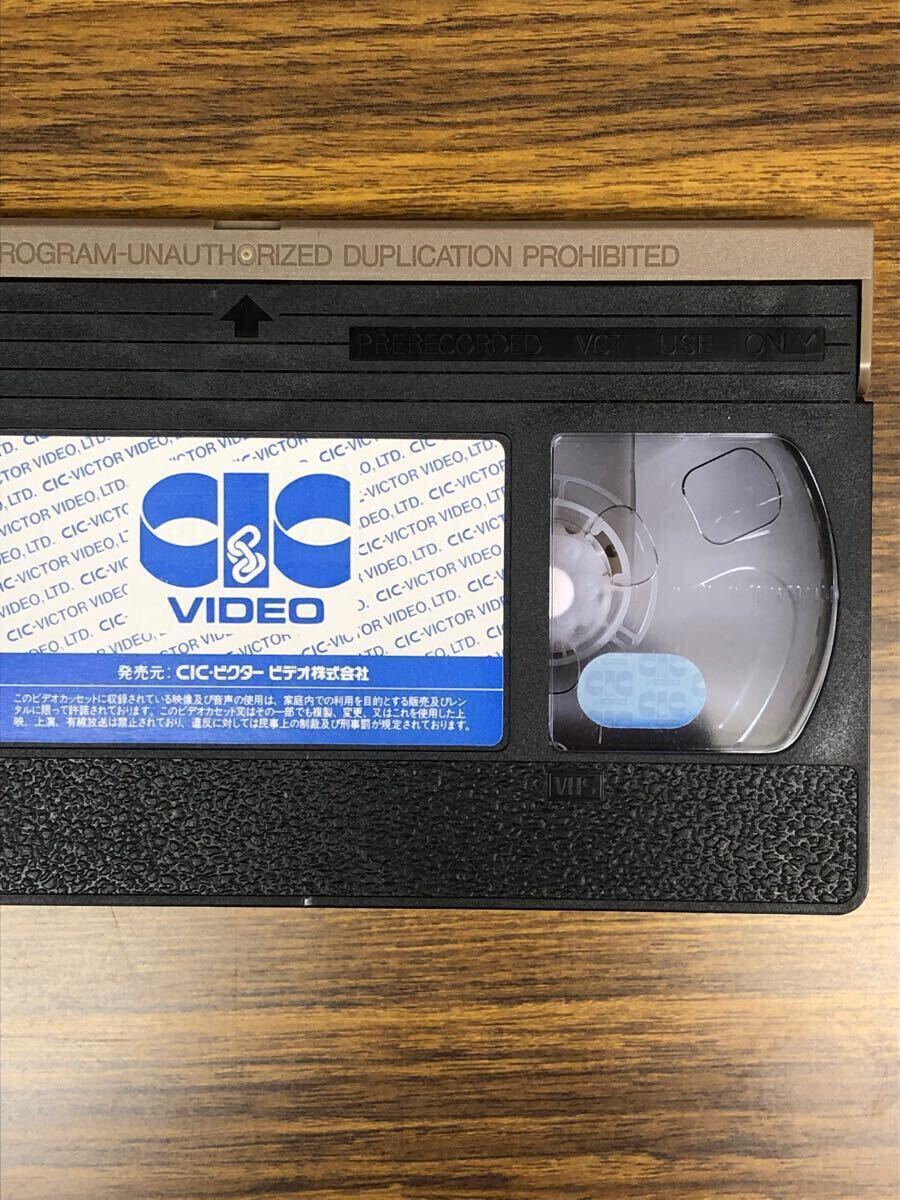 ROGRAM-UNAUTHORIZED DUPLICATION PROHIBITED
PRERECORDED VCT USE ONLY
LTD. CIC-VICTOR VIDEO, LTD. CIC-VICTOR VIDEO, LTD.
CIC
VIDEO
発売元：CIC・ビクター ビデオ株式会社
このビデオカッセットに収録されている映像及び音声の使用は、家庭内での利用を目的とする販売及びレン
タルに限って許諾されております。このビデオカセット又はその一部でも複製、変更、又はこれを使用した上
映、上演、有線放送は禁止されており、違反に対しては民事上の制裁及び刑事罰が規定されております。
CIC CIC
VHS